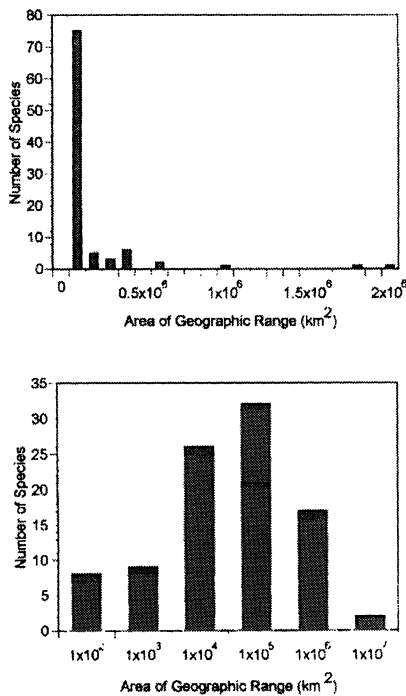 80
70
60
50
40
30
20
10
0
Number of Species
0 0.5x10⁶ 1x10⁶ 1.5x10⁶ 2x10⁶
Area of Geographic Range (km²)
35
30
25
20
15
10
5
0
Number of Species
1x10³ 1x10⁴ 1x10⁵ 1x10⁶ 1x10⁷
Area of Geographic Range (km²)